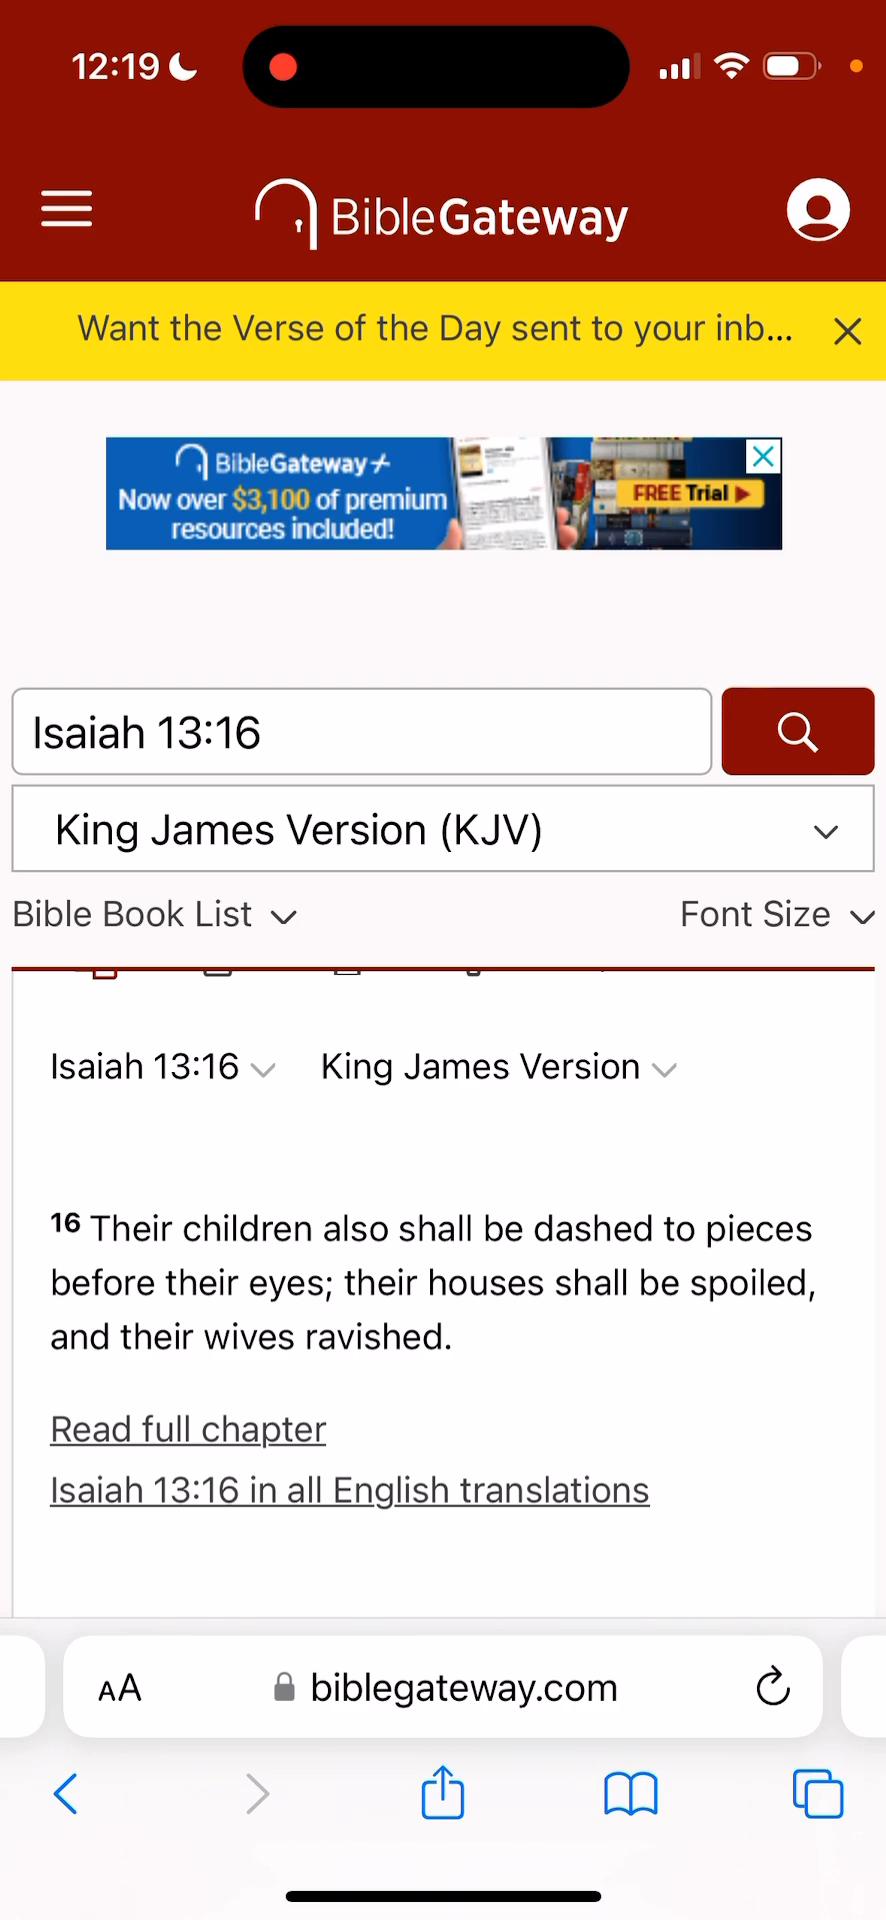 12:19
BibleGateway
Want the Verse of the Day sent to your inb...
BibleGateway+
Now over $3,100 of premium
resources included!
FREE Trial
Isaiah 13:16
King James Version (KJV)
Bible Book List
Font Size
Isaiah 13:16 King James Version
16 Their children also shall be dashed to pieces
before their eyes; their houses shall be spoiled,
and their wives ravished.
Read full chapter
Isaiah 13:16 in all English translations
AA biblegateway.com